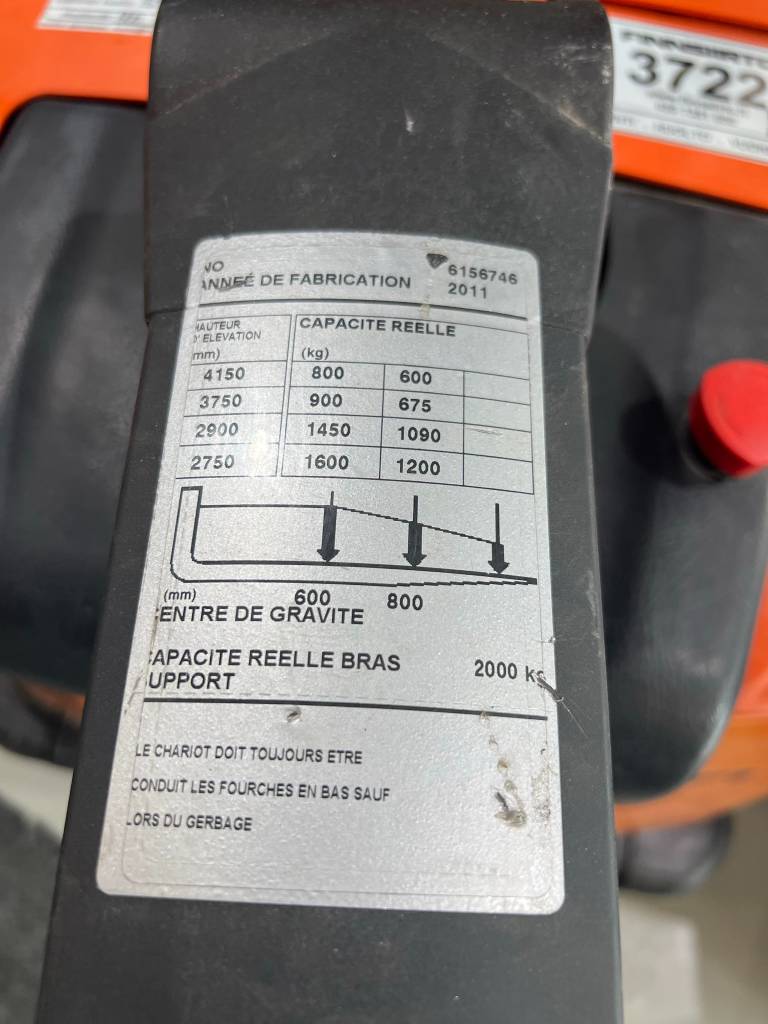 3722
NO 6156746
ANNEÉ DE FABRICATION 2011
HAUTEUR D'ELEVATION (mm) CAPACITE REELLE (kg)
4150 800 600
3750 900 675
2900 1450 1090
2750 1600 1200
(mm) 600 800
CENTRE DE GRAVITE
CAPACITE REELLE BRAS 2000 kg
SUPPORT
LE CHARIOT DOIT TOUJOURS ETRE
CONDUIT LES FOURCHES EN BAS SAUF
LORS DU GERBAGE